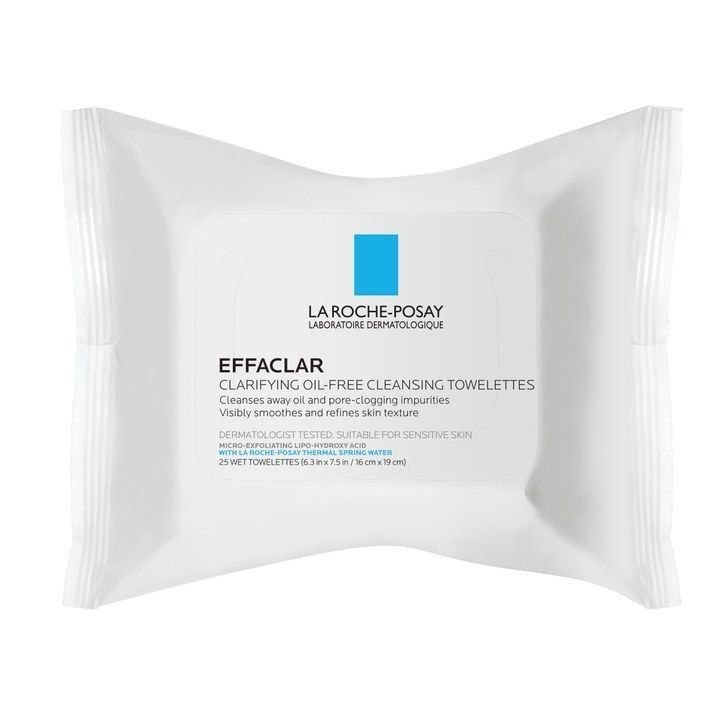 LA ROCHE-POSAY
LABORATOIRE DERMATOLOGIQUE
EFFACLAR
CLARIFYING OIL-FREE CLEANSING TOWELETTES
Cleanses away oil and pore-clogging impurities
Visibly smoothes and refines skin texture
DERMATOLOGIST TESTED. SUITABLE FOR SENSITIVE SKIN
MICRO-EXFOLIATING LIPO-HYDROXY ACID
WITH LA ROCHE-POSAY THERMAL SPRING WATER
25 WET TOWELETTES (6.3 in x 7.5 in / 16 cm x 19 cm)